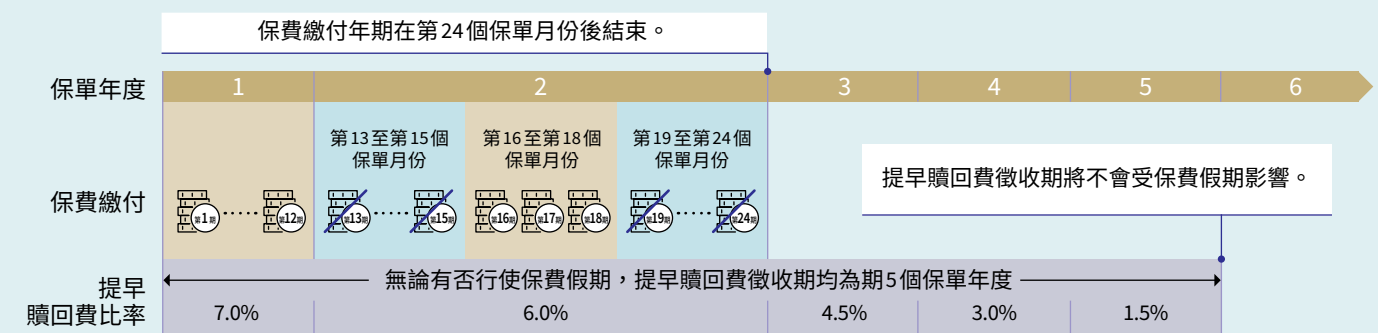 保費繳付年期在第24個保單月份後結束。
保單年度
1
2
3
4
5
6
第13至第15個
保單月份
第16至第18個
保單月份
第19至第24個
保單月份
提早贖回費徵收期將不會受保費假期影響。
保費繳付
第1期
第12期
第13期
第15期
第16期
第17期
第18期
第19期
第24期
無論有否行使保費假期，提早贖回費徵收期均為期5個保單年度
提早
贖回費比率
7.0%
6.0%
4.5%
3.0%
1.5%